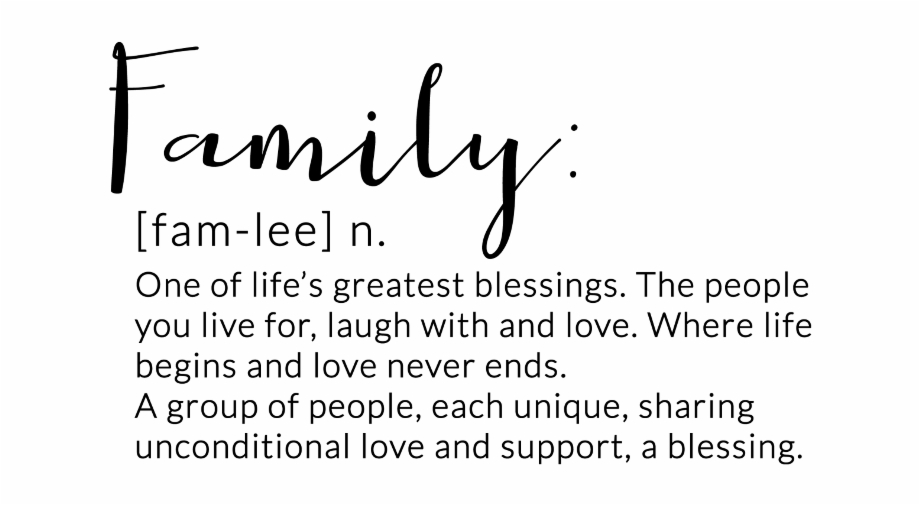 Family:
[fam-lee] n.
One of life’s greatest blessings. The people
you live for, laugh with and love. Where life
begins and love never ends.
A group of people, each unique, sharing
unconditional love and support, a blessing.